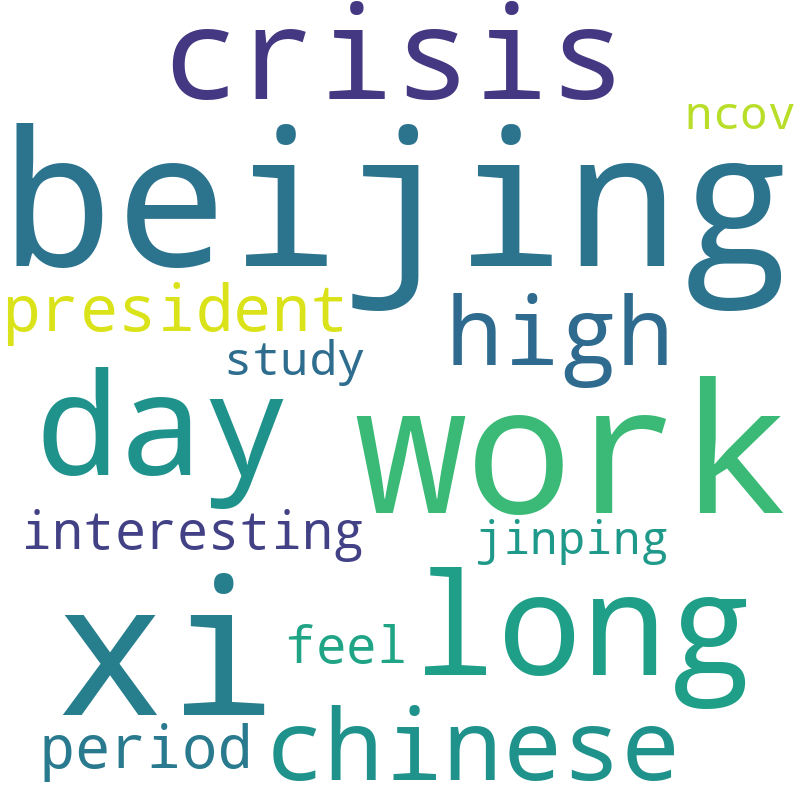 crisis
ncov
beijing
president
high
study
day
work
interesting
jinping
xi
long
feel
period
chinese